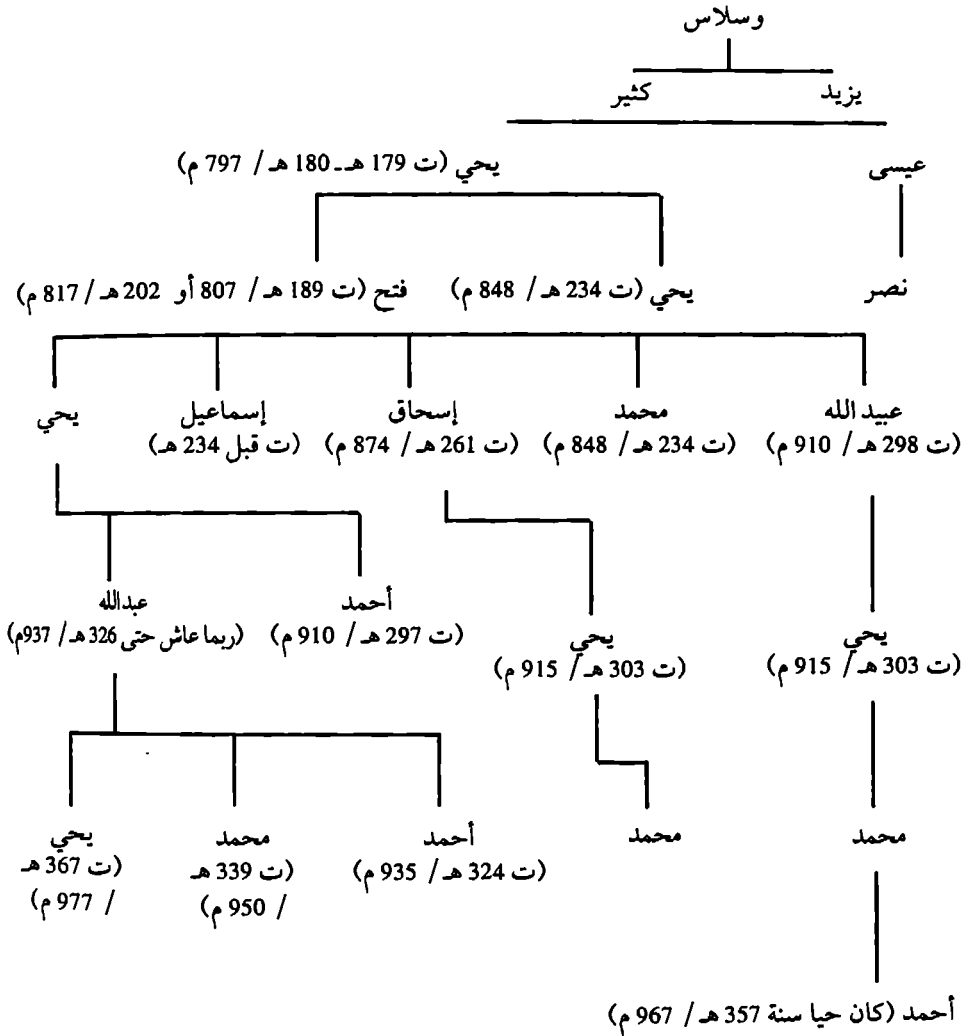 وسلاس
يزيد كثير
عيسى يحي (ت 179 هـ ـ 180 هـ / 797 م)
نصر يحي (ت 234 هـ / 848 م) فتح (ت 189 هـ / 807 أو 202 هـ / 817 م)
عبيد الله محمد إسحاق إسماعيل يحي
(ت 298 هـ / 910 م) (ت 234 هـ / 848 م) (ت 261 هـ / 874 م) (ت قبل 234 هـ)
أحمد عبدالله
(ت 297 هـ / 910 م) (ربما عاش حتى 326 هـ / 937م)
يحي يحي
(ت 303 هـ / 915 م) (ت 303 هـ / 915 م)
محمد محمد أحمد محمد يحي
(ت 324 هـ / 935 م) (ت 339 هـ (ت 367 هـ
/ 950 م) / 977 م)
أحمد (كان حيا سنة 357 هـ / 967 م)